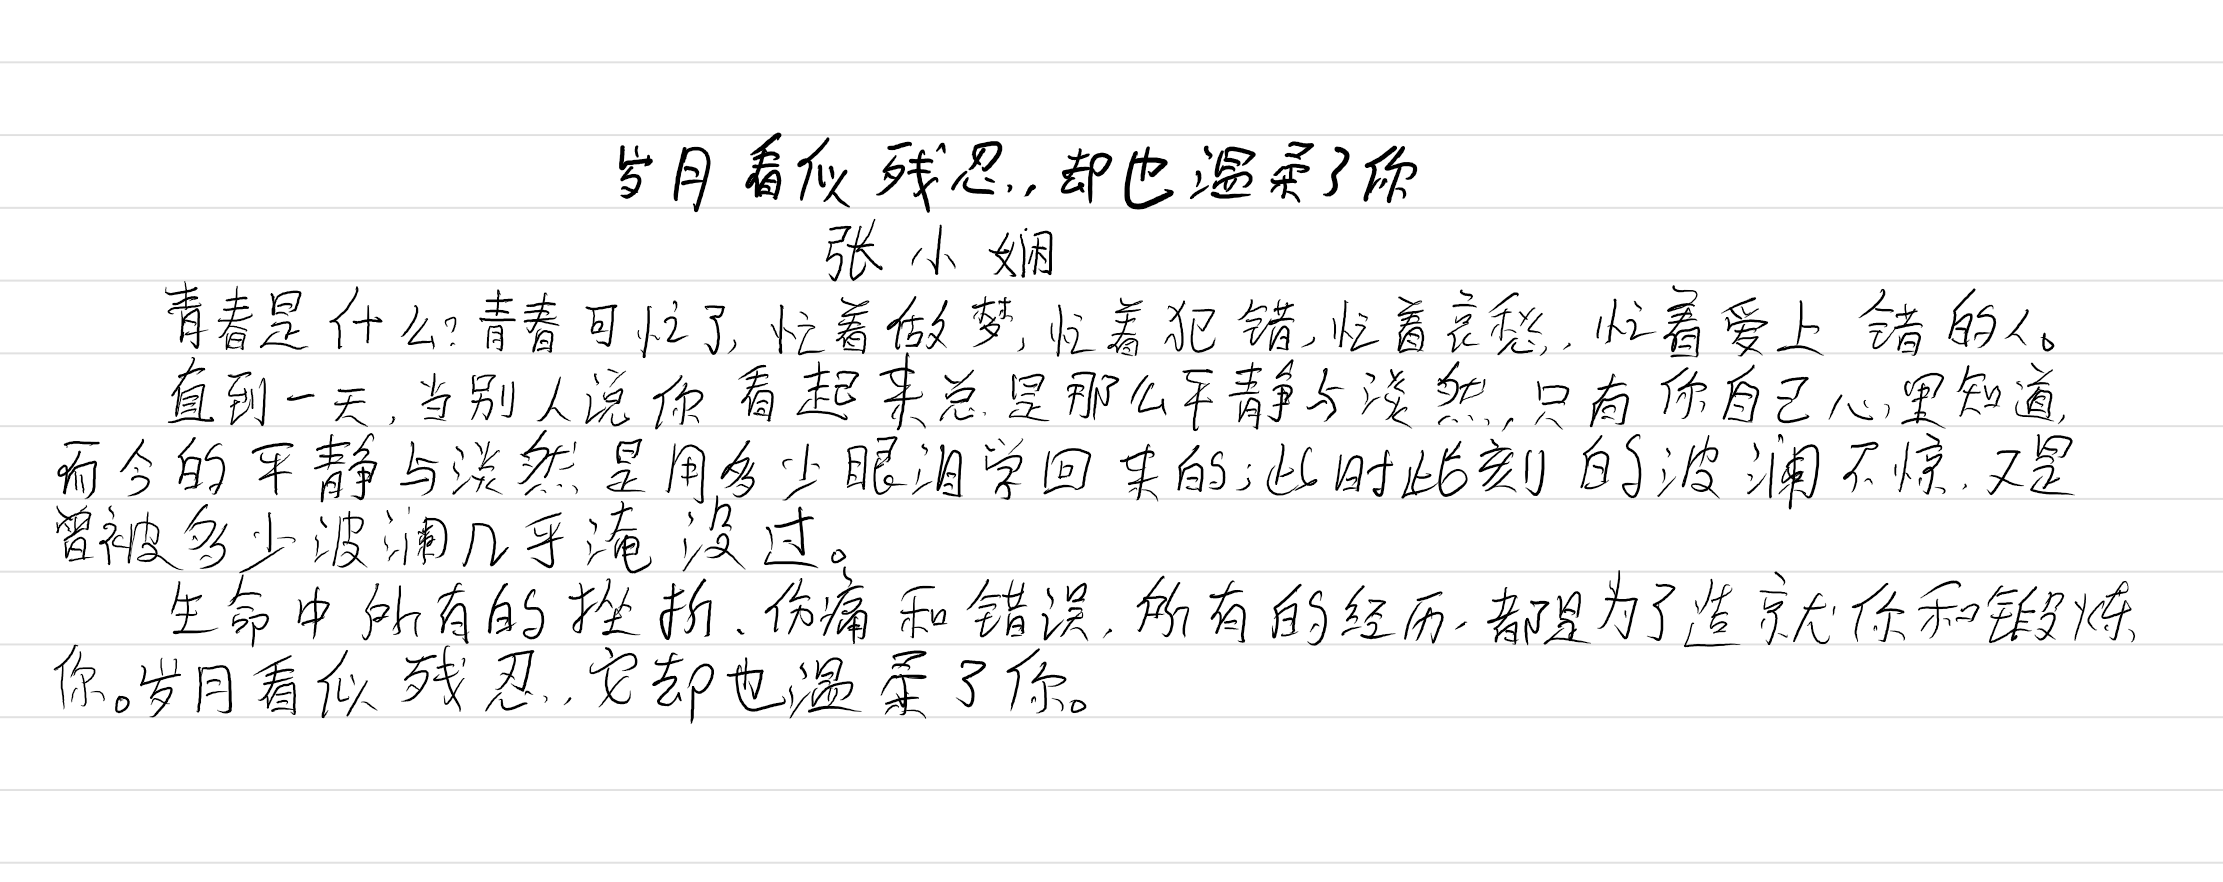 岁月看似残忍,却也温柔了你
张小娴
青春是什么?青春可忙了,忙着做梦,忙着犯错,忙着哀愁,忙着爱上错的人。
直到一天,当别人说你看起来总是那么平静与淡然,只有你自己心里知道,
而今的平静与淡然是用多少眼泪学回来的;此时此刻的波澜不惊,又是
曾被多少波澜几乎淹没过。
生命中所有的挫折、伤痛和错误,所有的经历,都是为了造就你和锻炼
你。岁月看似残忍,它却也温柔了你。